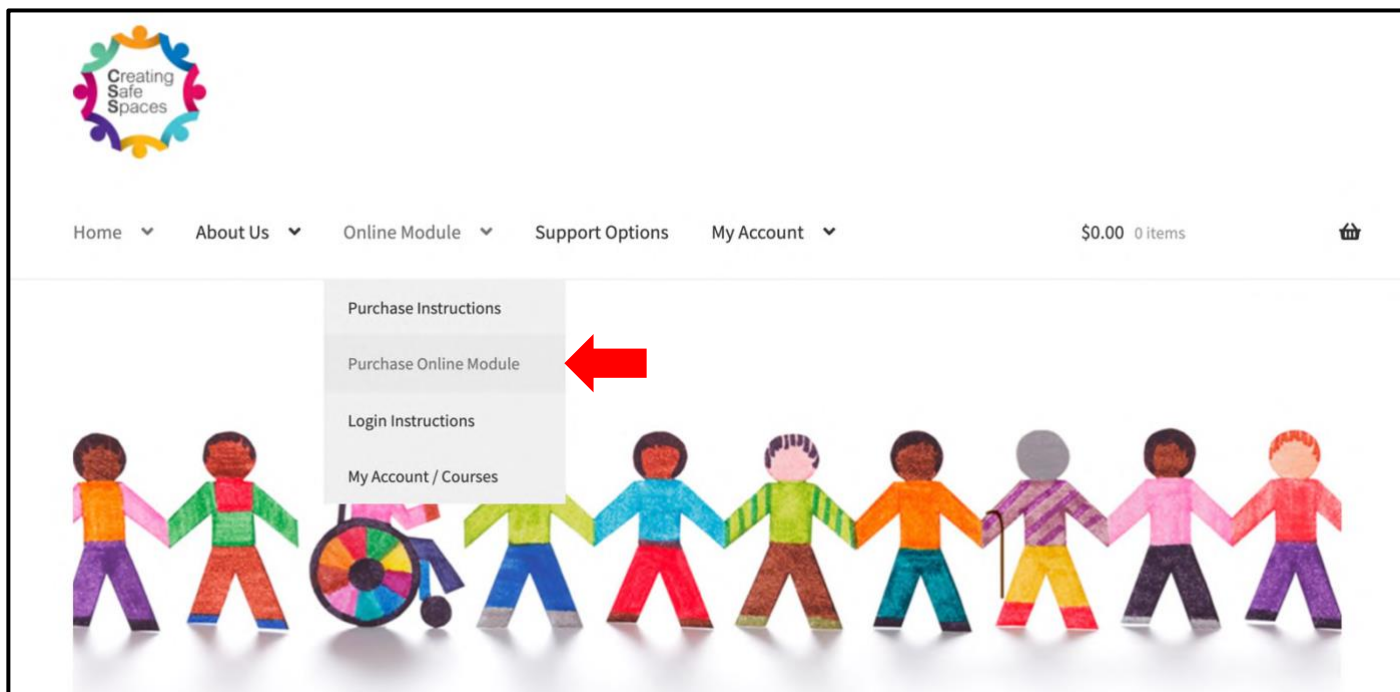 Creating
Safe
Spaces
Home About Us Online Module Support Options My Account $0.00 0 items
Purchase Instructions
Purchase Online Module
Login Instructions
My Account / Courses